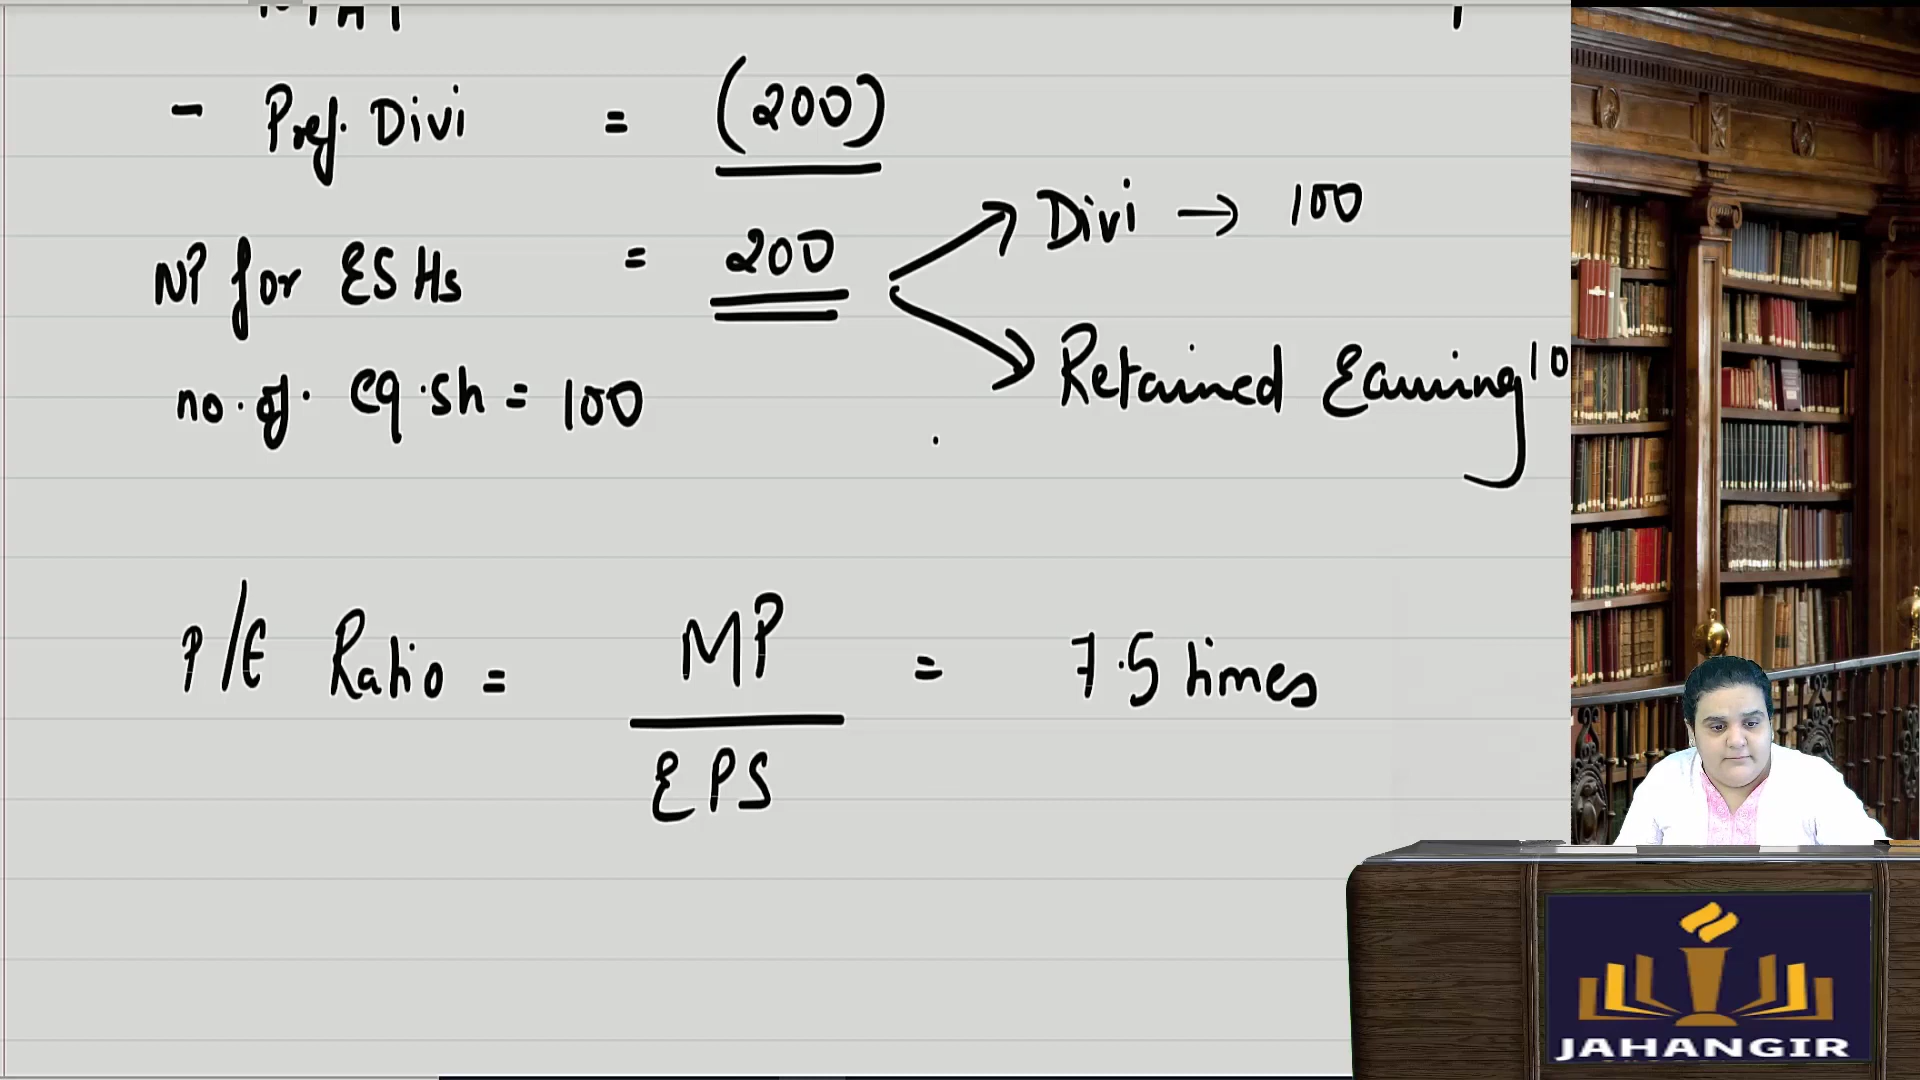 - Pref. Divi = (200)
NP for ESHs = 200
Divi → 100
Retained Earning 10
no. of. eq. sh = 100
P/E Ratio = MP / EPS = 7.5 times
JAHANGIR